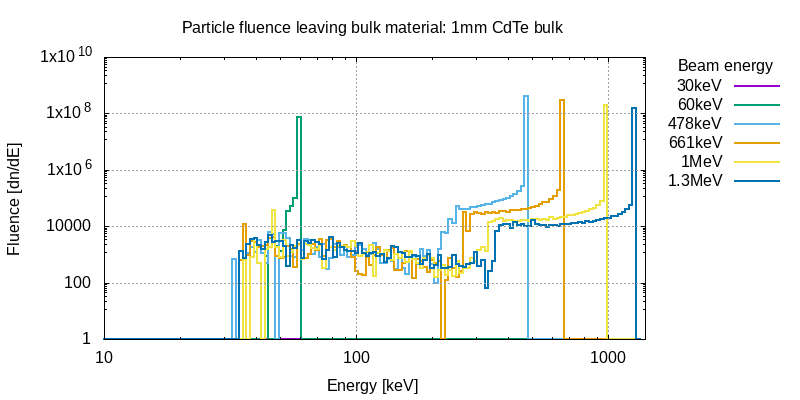 Particle fluence leaving bulk material: 1mm CdTe bulk
Beam energy
30keV
60keV
478keV
661keV
1MeV
1.3MeV
Fluence [dn/dE]
1x10^10
1x10^8
1x10^6
10000
100
1
10 100 1000
Energy [keV]